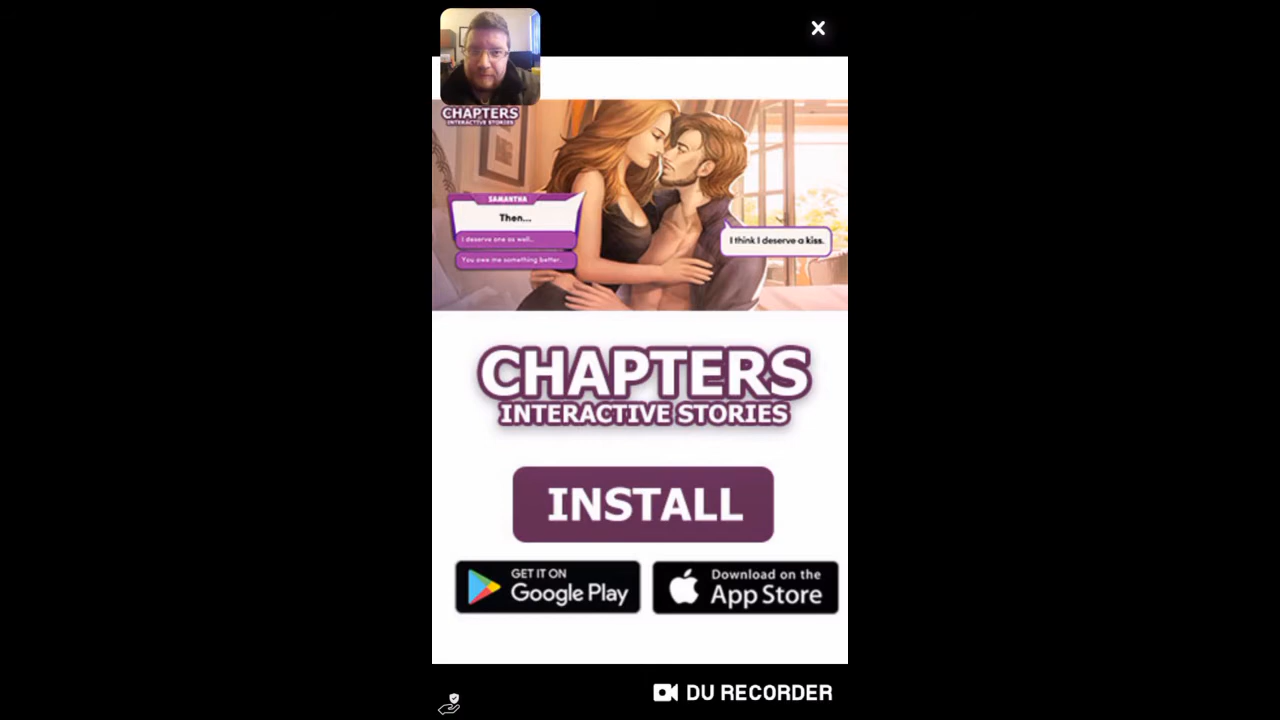 CHAPTERS
INTERACTIVE STORIES
SAMANTHA
Then...
I deserve one as well...
You owe me something better.
I think I deserve a kiss.
CHAPTERS
INTERACTIVE STORIES
INSTALL
GET IT ON
Google Play
Download on the
App Store
DU RECORDER